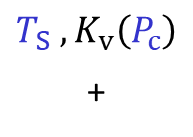 T_S , K_v(P_c)
+